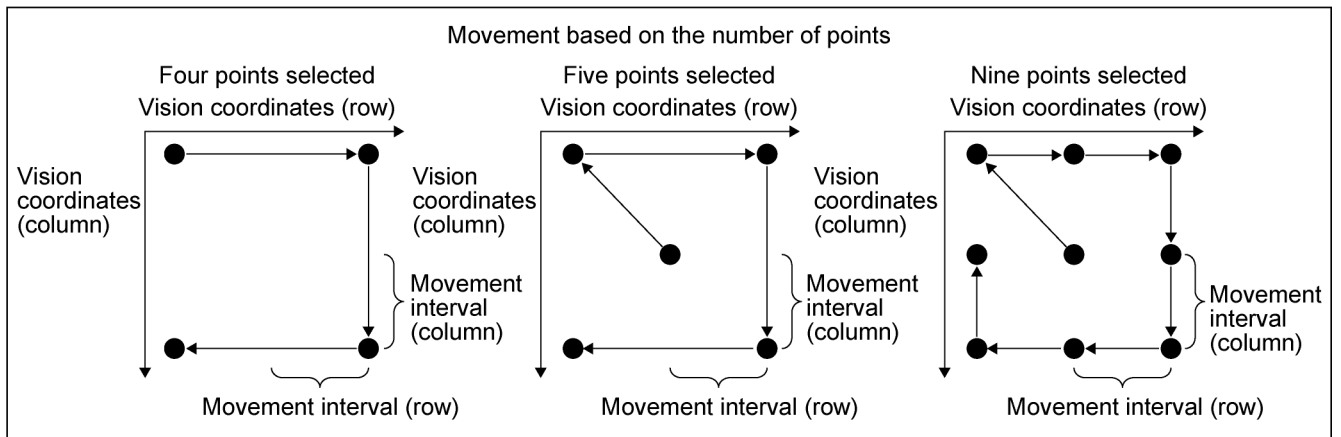 Movement based on the number of points
Four points selected
Vision coordinates (row)
Vision
coordinates
(column)
Movement
interval
(column)
Movement interval (row)
Five points selected
Vision coordinates (row)
Vision
coordinates
(column)
Movement
interval
(column)
Movement interval (row)
Nine points selected
Vision coordinates (row)
Vision
coordinates
(column)
Movement
interval
(column)
Movement interval (row)